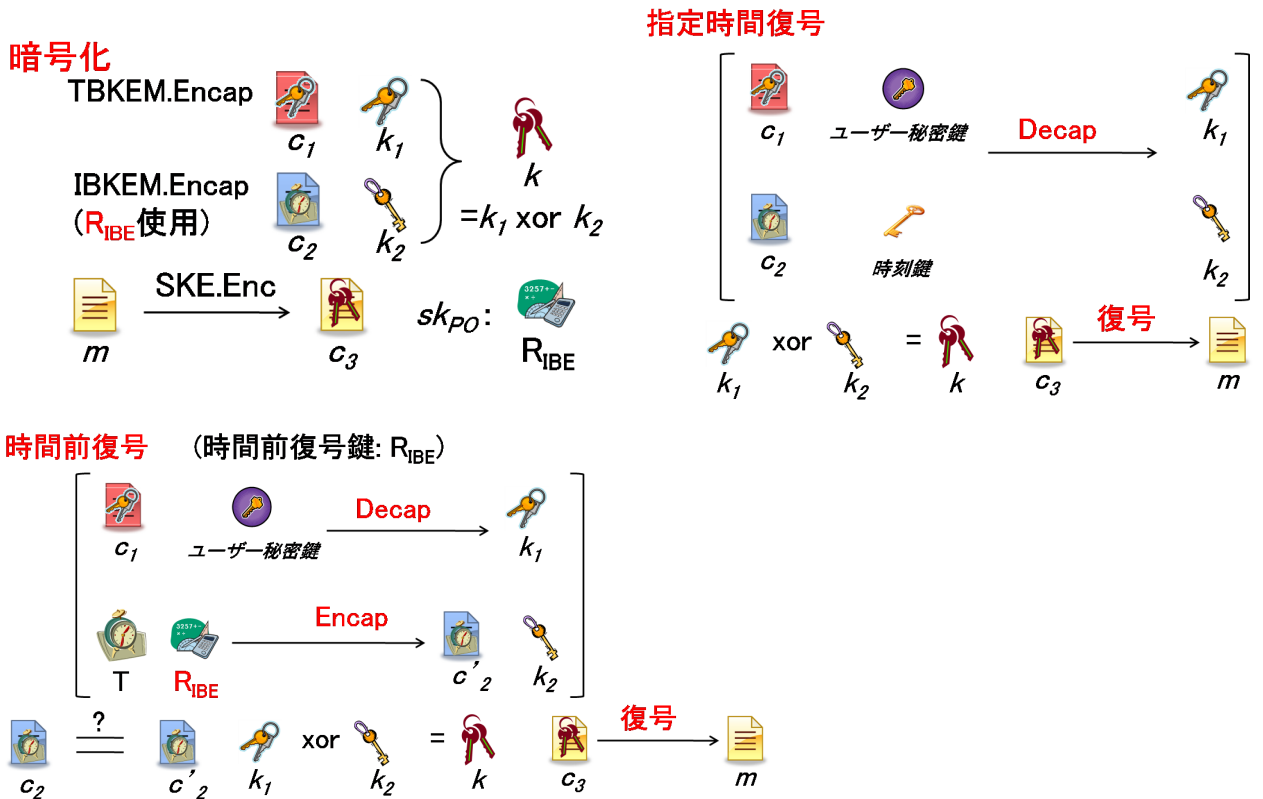 暗号化
TBKEM.Encap
c1 k1
IBKEM.Encap
(RIBE使用)
c2 k2
k
=k1 xor k2
m SKE.Enc c3
skPO: RIBE
指定時間復号
c1 ユーザー秘密鍵 Decap k1
c2 時刻鍵 k2
k1 xor k2 = k c3 復号 m
時間前復号 (時間前復号鍵: RIBE)
c1 ユーザー秘密鍵 Decap k1
T RIBE Encap c'2 k2
c2 ? c'2 k1 xor k2 = k c3 復号 m